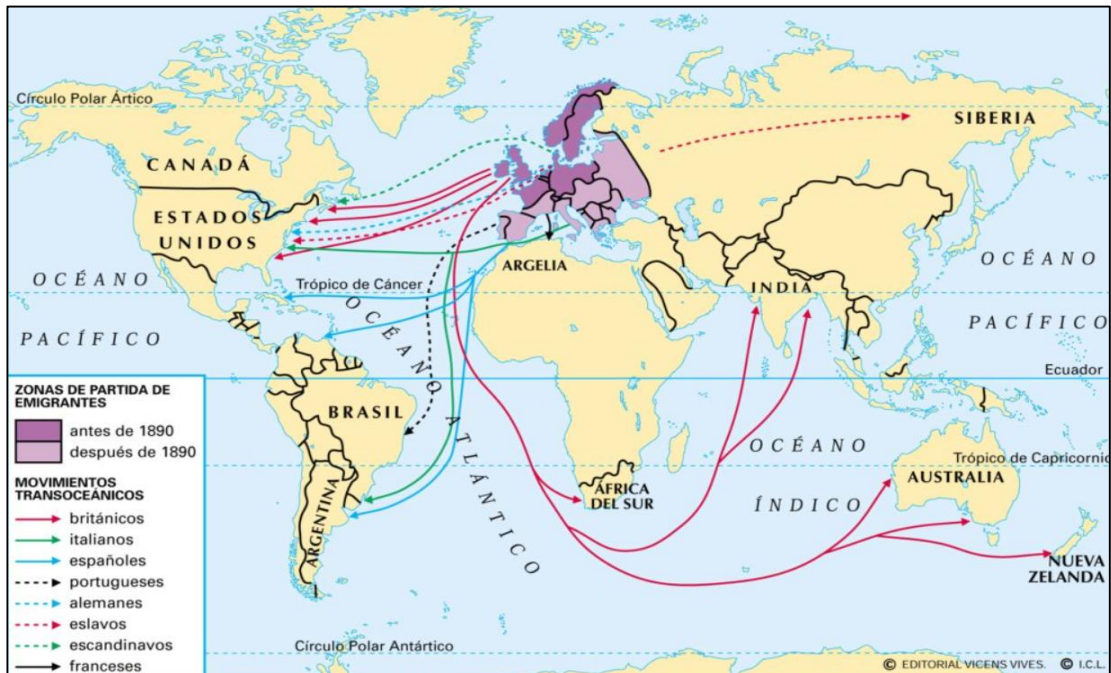 Círculo Polar Ártico
SIBERIA
CANADÁ
ESTADOS
UNIDOS
ARGELIA
OCÉANO
PACÍFICO
Trópico de Cáncer
INDIA
OCÉANO
PACÍFICO
OCÉANO ATLÁNTICO
Ecuador
BRASIL
OCÉANO
ÍNDICO
Trópico de Capricornio
AUSTRALIA
ÁFRICA
DEL SUR
ARGENTINA
NUEVA
ZELANDA
Círculo Polar Antártico
ZONAS DE PARTIDA DE
EMIGRANTES
antes de 1890
después de 1890
MOVIMIENTOS
TRANSOCEÁNICOS
británicos
italianos
españoles
portugueses
alemanes
eslavos
escandinavos
franceses
© EDITORIAL VICENS VIVES. © I.C.L.